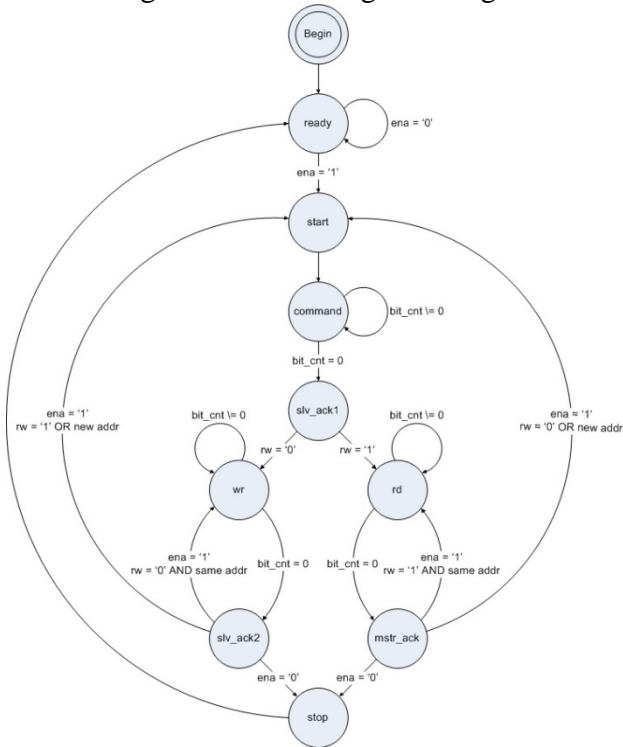 Begin
ready
ena = '0'
ena = '1'
start
command
bit_cnt \= 0
bit_cnt = 0
slv_ack1
ena = '1'
rw = '1' OR new addr
bit_cnt \= 0
bit_cnt \= 0
ena = '1'
rw = '0' OR new addr
rw = '0'
rw = '1'
wr
rd
ena = '1'
rw = '0' AND same addr
bit_cnt = 0
bit_cnt = 0
ena = '1'
rw = '1' AND same addr
slv_ack2
mstr_ack
ena = '0'
ena = '0'
stop